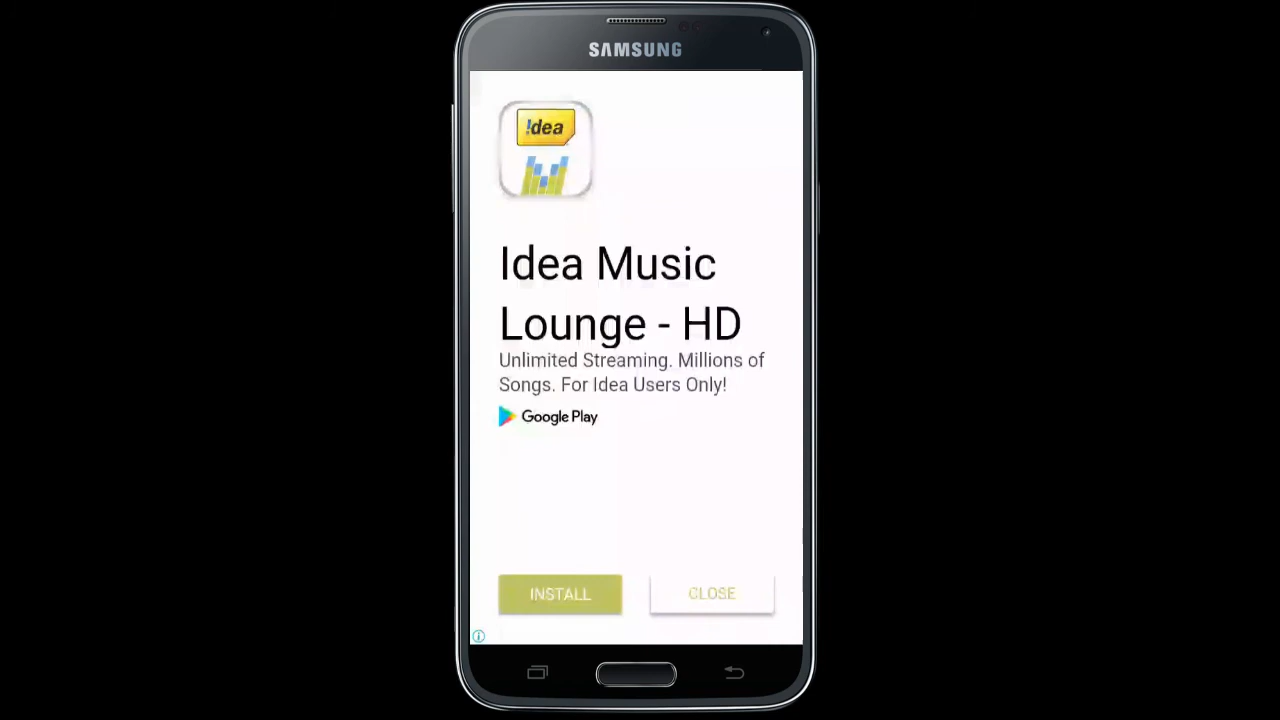 SAMSUNG
!dea
Idea Music
Lounge - HD
Unlimited Streaming. Millions of
Songs. For Idea Users Only!
Google Play
INSTALL
CLOSE